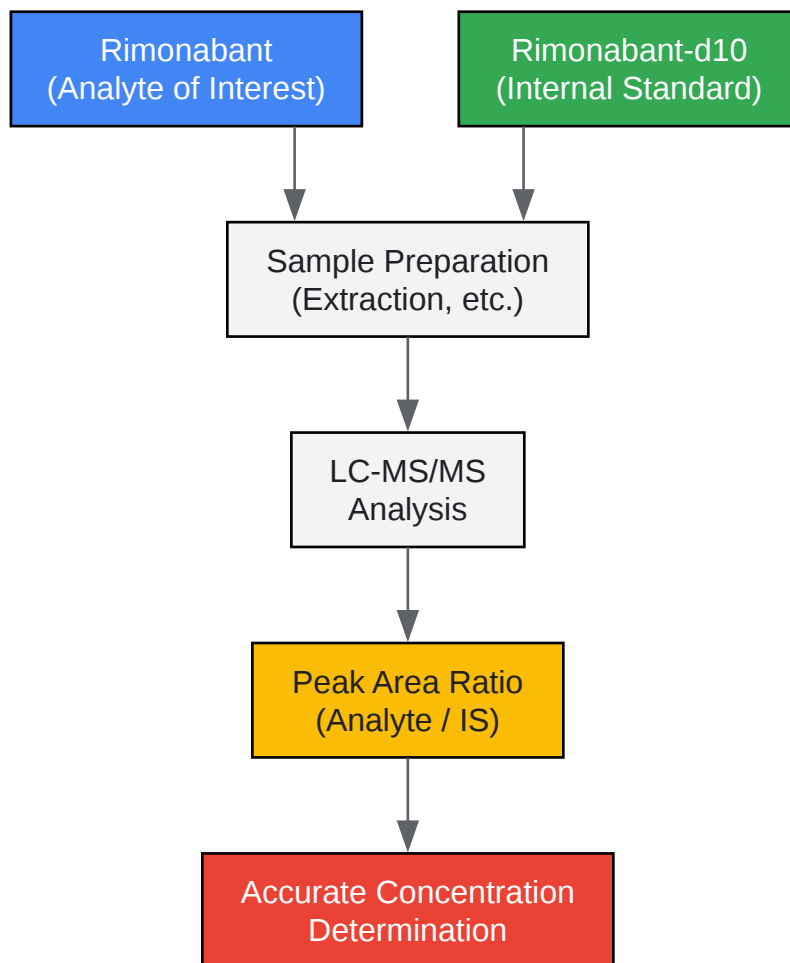 Rimonabant
(Analyte of Interest)
Rimonabant-d10
(Internal Standard)
Sample Preparation
(Extraction, etc.)
LC-MS/MS
Analysis
Peak Area Ratio
(Analyte / IS)
Accurate Concentration
Determination